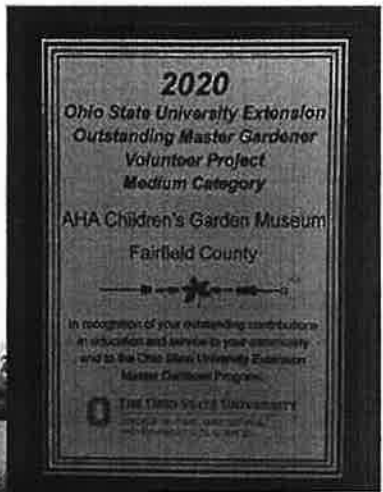 2020
Ohio State University Extension
Outstanding Master Gardener
Volunteer Project
Medium Category
AHA Children's Garden Museum
Fairfield County
In recognition of your outstanding contributions
in education and service to your community
and to the Ohio State University Extension
Master Gardener Program.
THE OHIO STATE UNIVERSITY